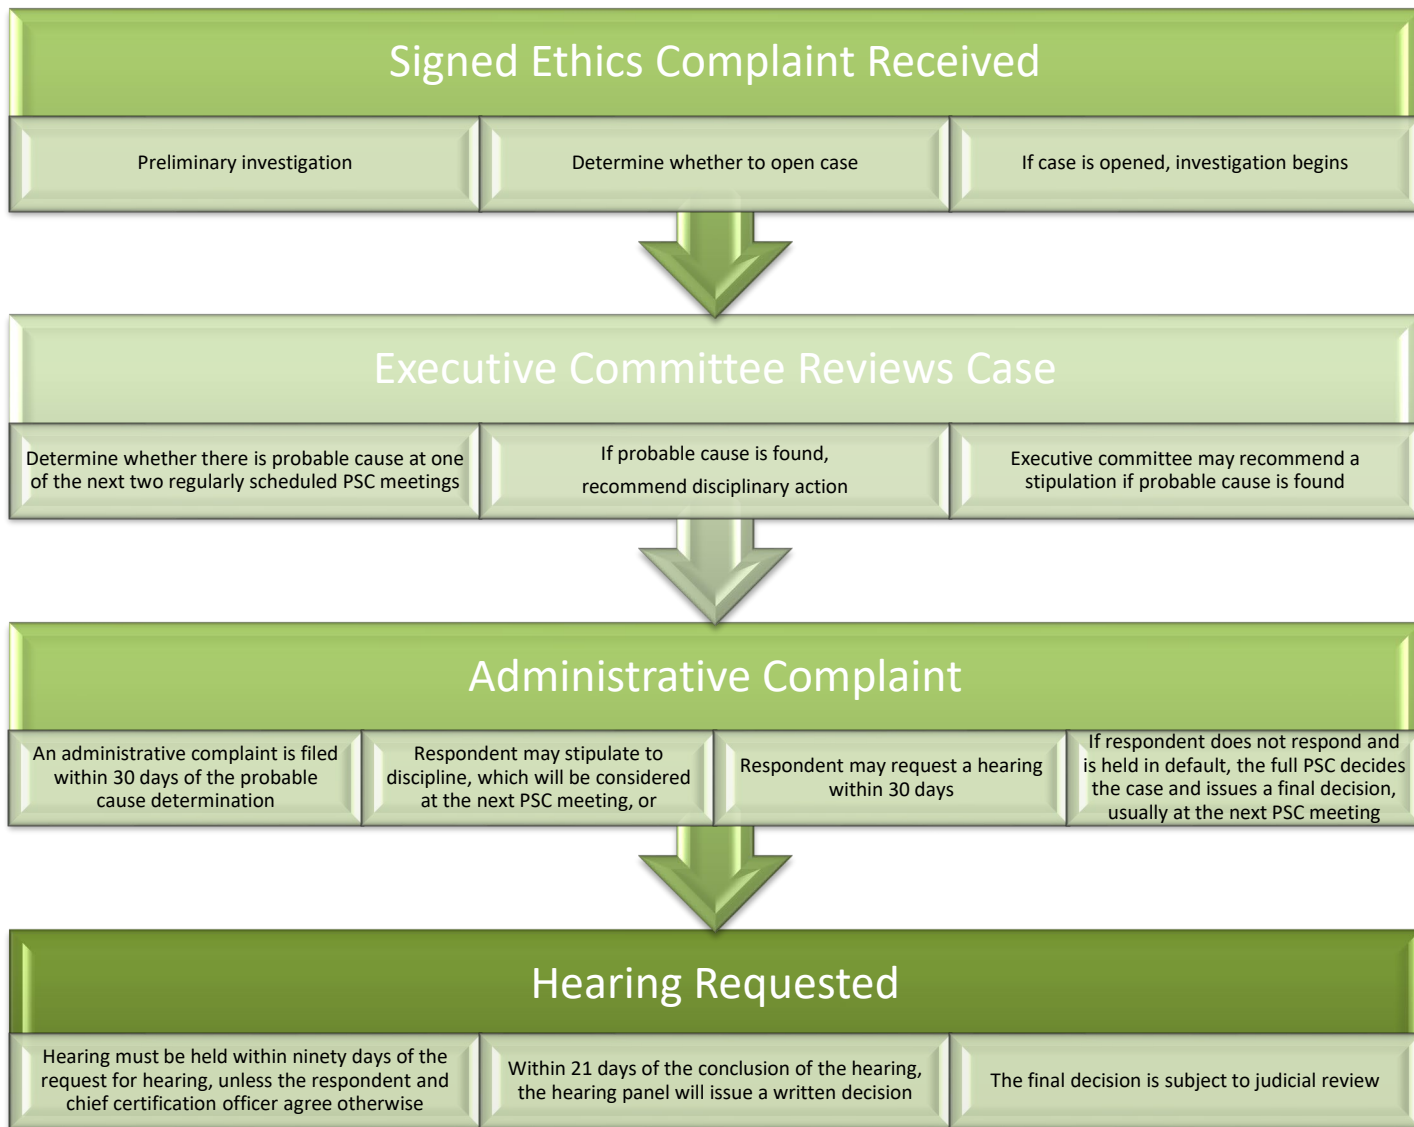 Signed Ethics Complaint Received
Preliminary investigation
Determine whether to open case
If case is opened, investigation begins
Executive Committee Reviews Case
Determine whether there is probable cause at one
of the next two regularly scheduled PSC meetings
If probable cause is found,
recommend disciplinary action
Executive committee may recommend a
stipulation if probable cause is found
Administrative Complaint
An administrative complaint is filed
within 30 days of the probable
cause determination
Respondent may stipulate to
discipline, which will be considered
at the next PSC meeting, or
Respondent may request a hearing
within 30 days
If respondent does not respond and
is held in default, the full PSC decides
the case and issues a final decision,
usually at the next PSC meeting
Hearing Requested
Hearing must be held within ninety days of the
request for hearing, unless the respondent and
chief certification officer agree otherwise
Within 21 days of the conclusion of the hearing,
the hearing panel will issue a written decision
The final decision is subject to judicial review